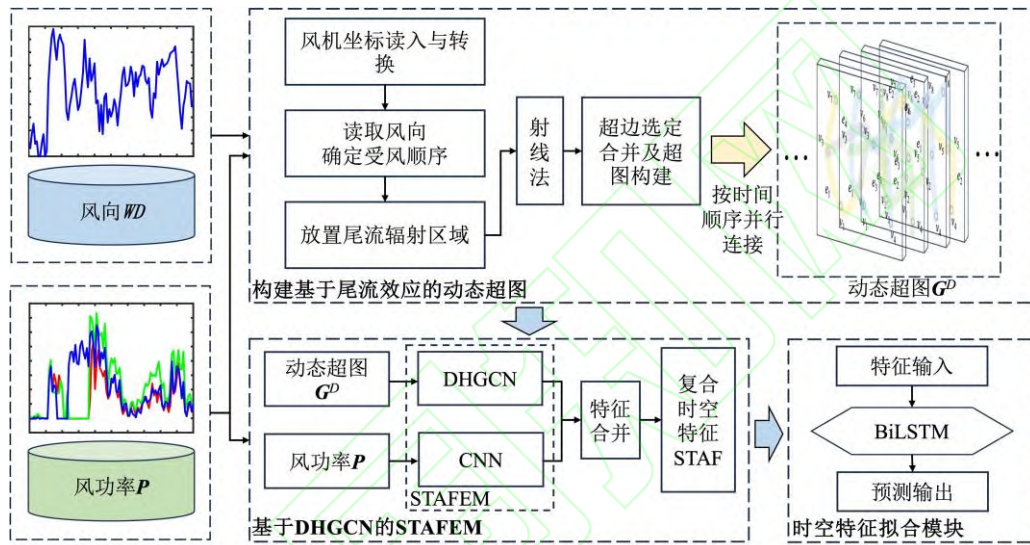 风向WD
风功率P
风机坐标读入与转
换
读取风向
确定受风顺序
放置尾流辐射区域
射
线
法
超边选定
合并及超
图构建
按时间
顺序并行
连接
...
...
动态超图G^D
构建基于尾流效应的动态超图
动态超图
G^D
风功率P
DHGCN
CNN
STAFEM
特征
合并
复合
时空
特征
STAF
基于DHGCN的STAFEM
特征输入
BiLSTM
预测输出
时空特征拟合模块